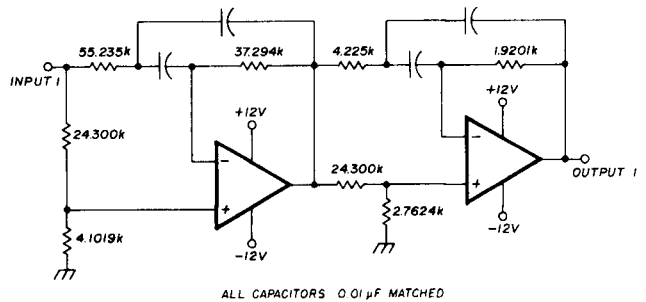 55.235k
37.294k
4.225k
1.9201k
INPUT 1
+12V
+12V
24.300k
-
-
24.300k
OUTPUT 1
+
+
4.1019k
2.7624k
-12V
-12V
ALL CAPACITORS 0.01 µF MATCHED